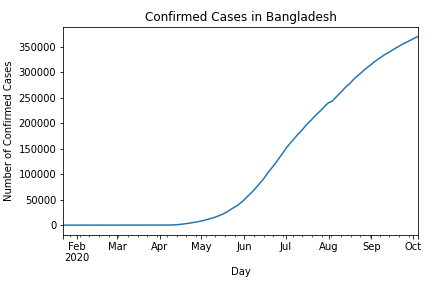 Confirmed Cases in Bangladesh
Number of Confirmed Cases
350000
300000
250000
200000
150000
100000
50000
0
Feb Mar Apr May Jun Jul Aug Sep Oct
2020
Day